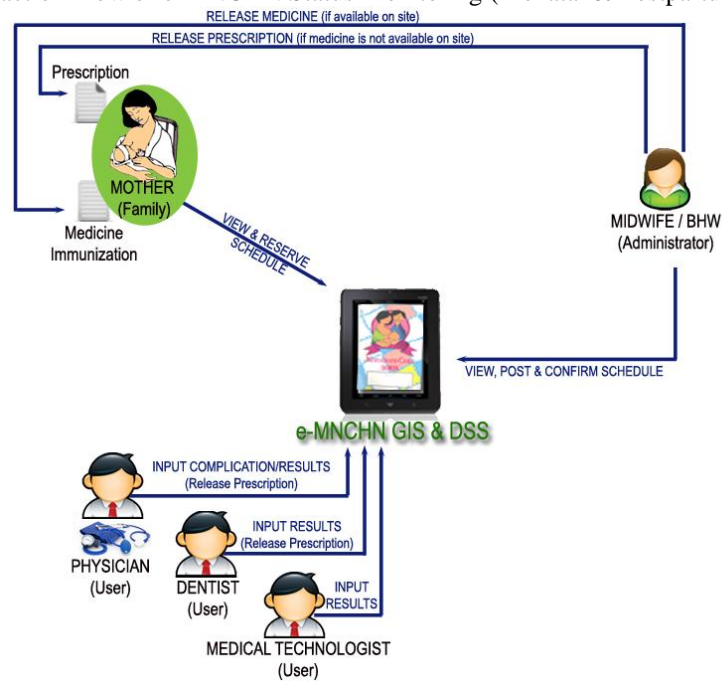 RELEASE MEDICINE (if available on site)
RELEASE PRESCRIPTION (if medicine is not available on site)
Prescription
MOTHER
(Family)
Medicine
Immunization
MIDWIFE / BHW
(Administrator)
VIEW & RESERVE
SCHEDULE
VIEW, POST & CONFIRM SCHEDULE
e-MNCHN GIS & DSS
INPUT COMPLICATION/RESULTS
(Release Prescription)
PHYSICIAN
(User)
INPUT RESULTS
(Release Prescription)
DENTIST
(User)
INPUT
RESULTS
MEDICAL TECHNOLOGIST
(User)